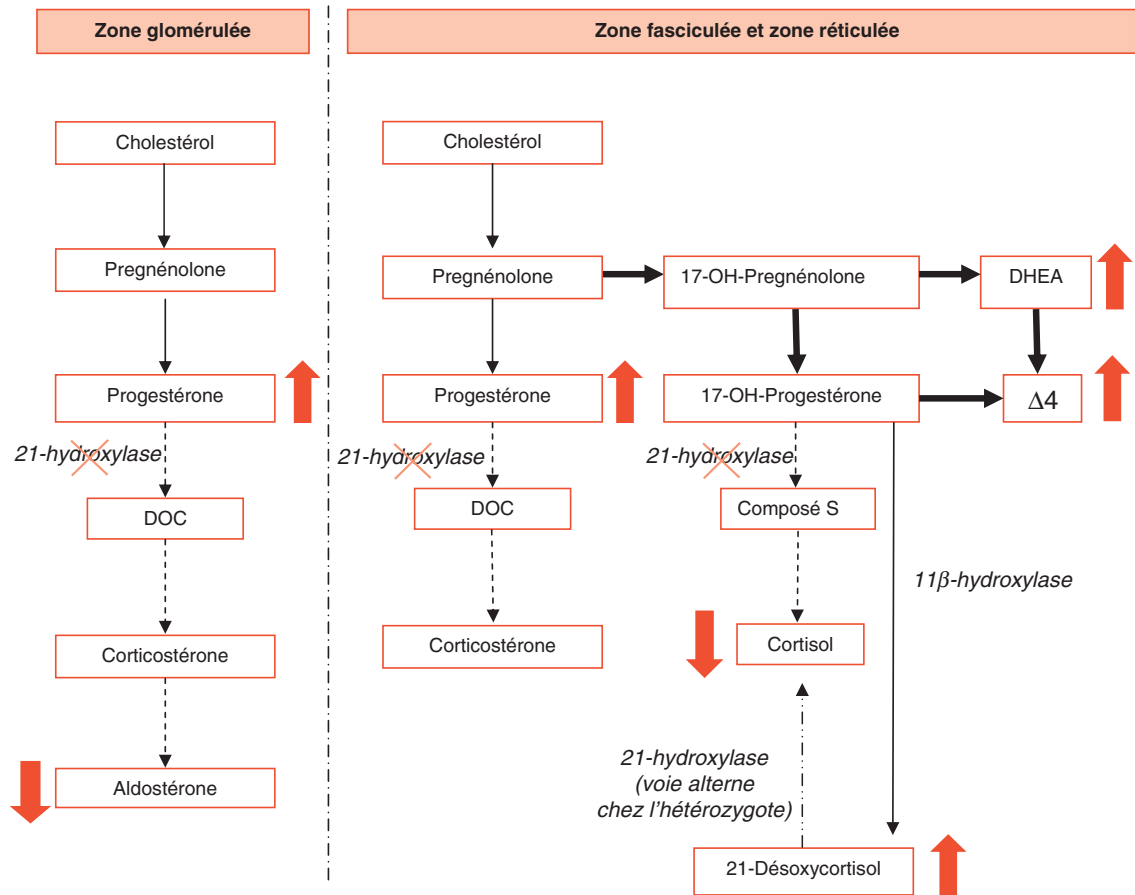 Zone glomérulée
Zone fasciculée et zone réticulée
Cholestérol
Cholestérol
Pregnénolone
Pregnénolone
17-OH-Pregnénolone
DHEA
Progestérone
Progestérone
17-OH-Progestérone
Δ4
21-hydroxylase
21-hydroxylase
21-hydroxylase
DOC
DOC
Composé S
11β-hydroxylase
Corticostérone
Corticostérone
Cortisol
Aldostérone
21-hydroxylase
(voie alterne
chez l’hétérozygote)
21-Désoxycortisol